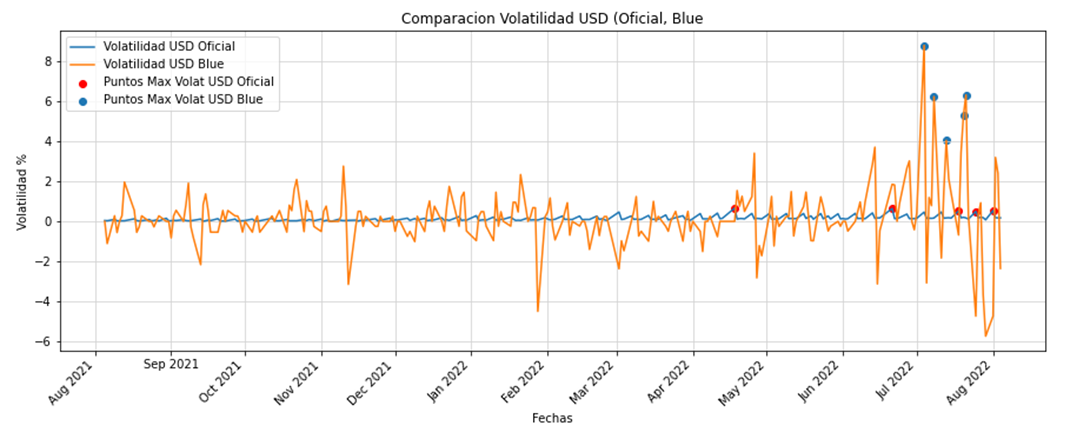 Comparacion Volatilidad USD (Oficial, Blue
Volatilidad USD Oficial
Volatilidad USD Blue
Puntos Max Volat USD Oficial
Puntos Max Volat USD Blue
Volatilidad %
8
6
4
2
0
−2
−4
−6
Aug 2021
Sep 2021
Oct 2021
Nov 2021
Dec 2021
Jan 2022
Feb 2022
Mar 2022
Apr 2022
May 2022
Jun 2022
Jul 2022
Aug 2022
Fechas